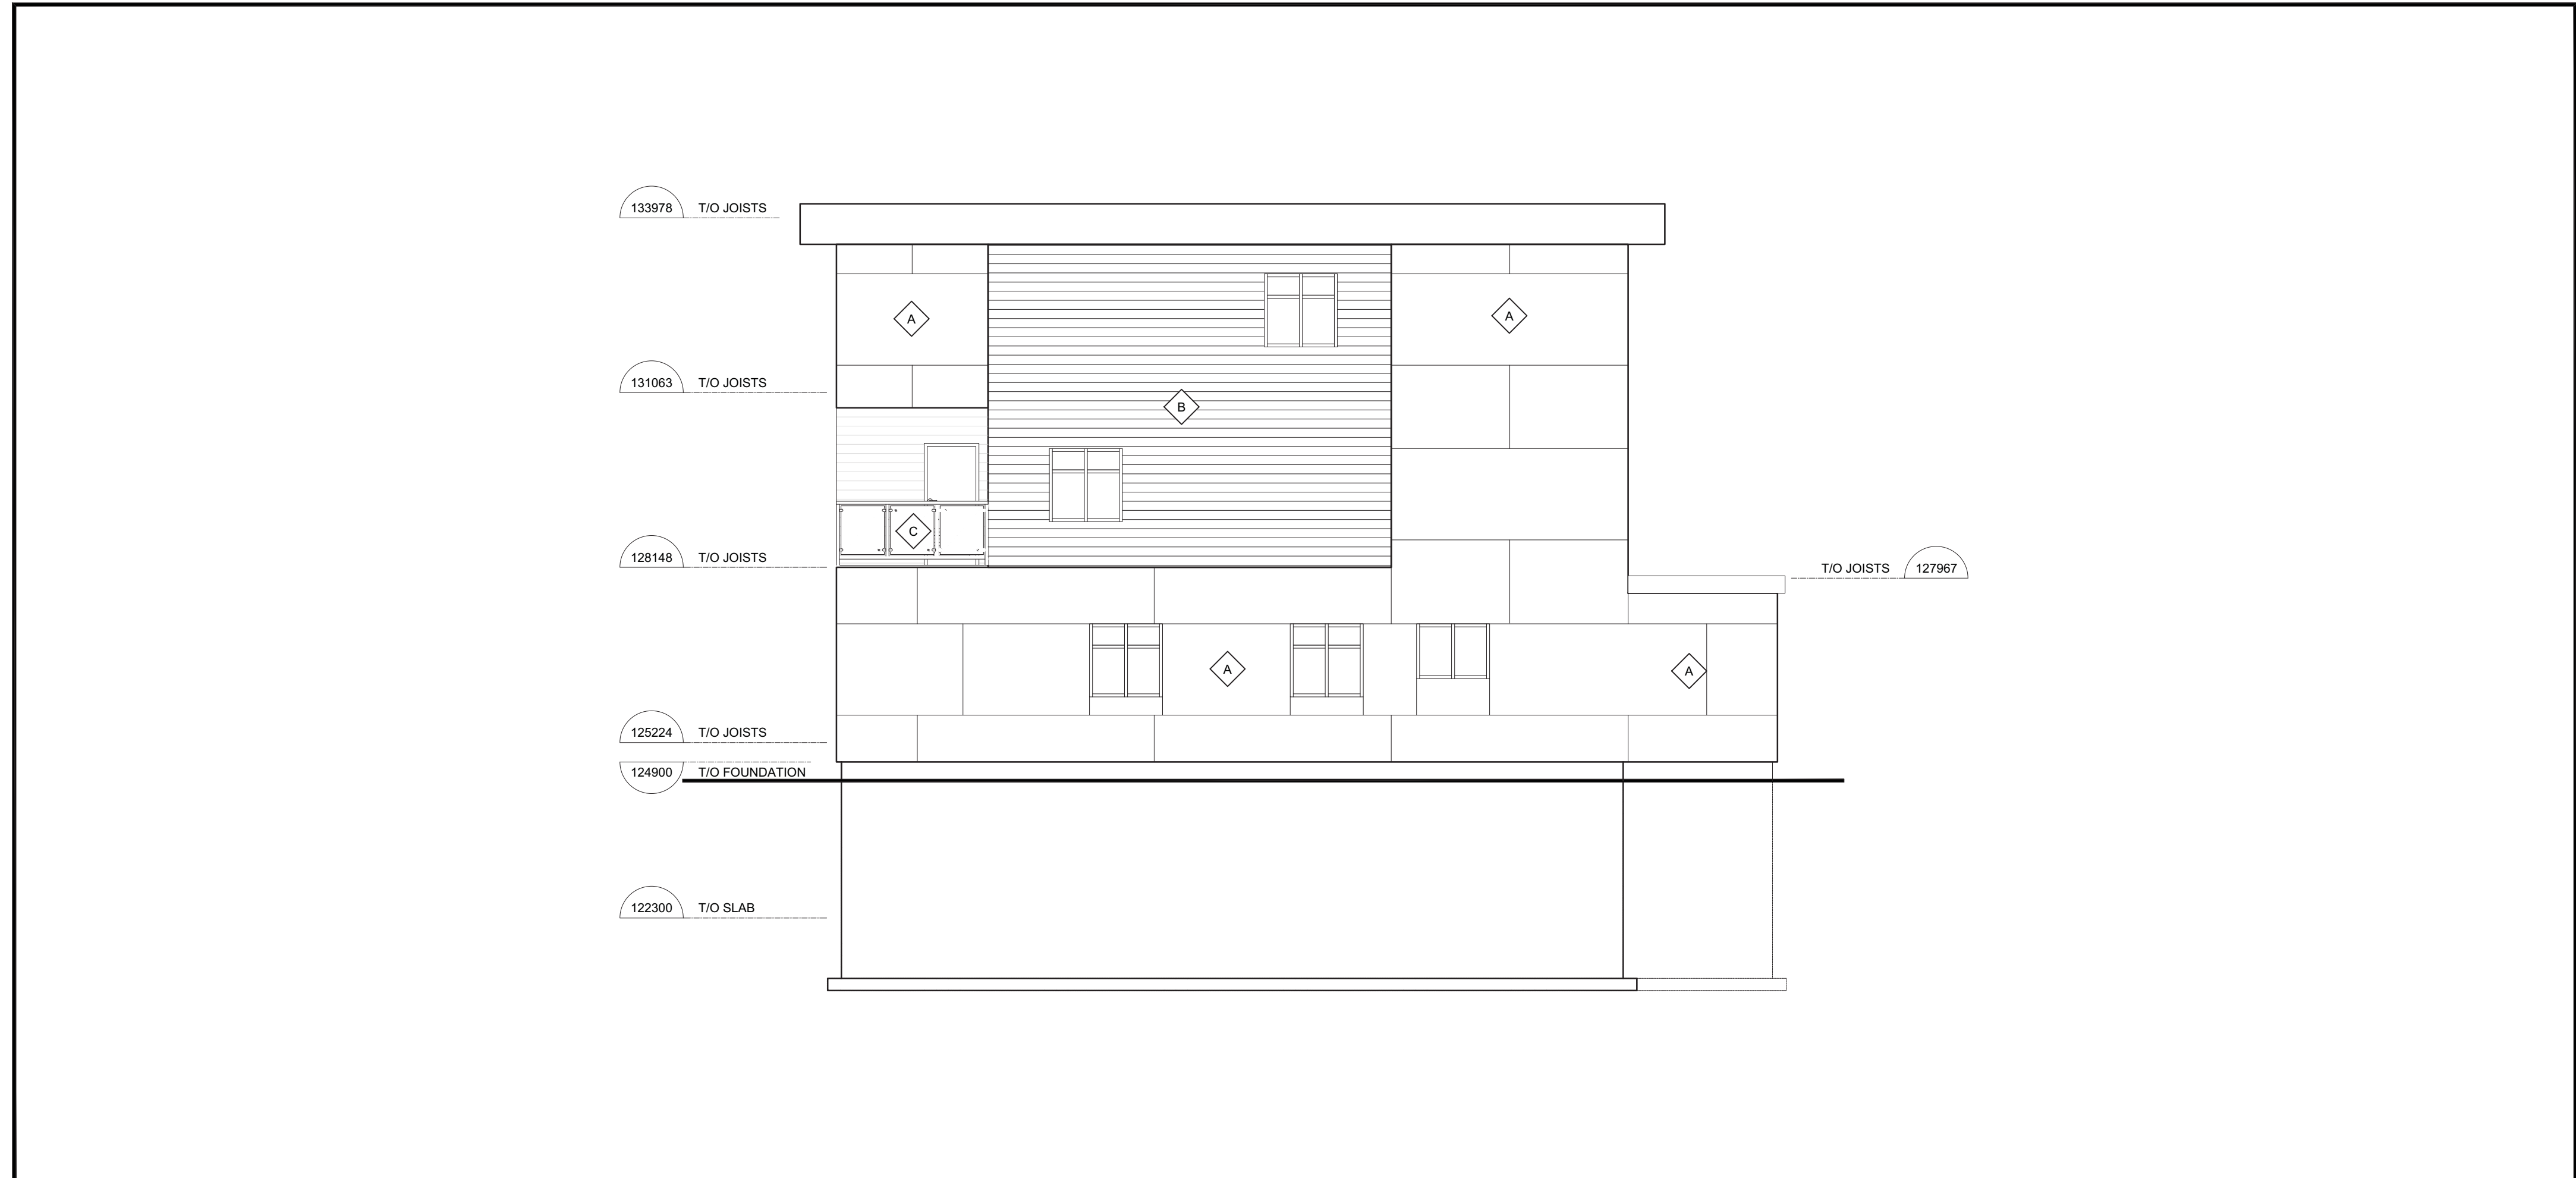 133978 T/O JOISTS
A
A
131063 T/O JOISTS
B
C
128148 T/O JOISTS
T/O JOISTS 127967
A
A
125224 T/O JOISTS
124900 T/O FOUNDATION
122300 T/O SLAB